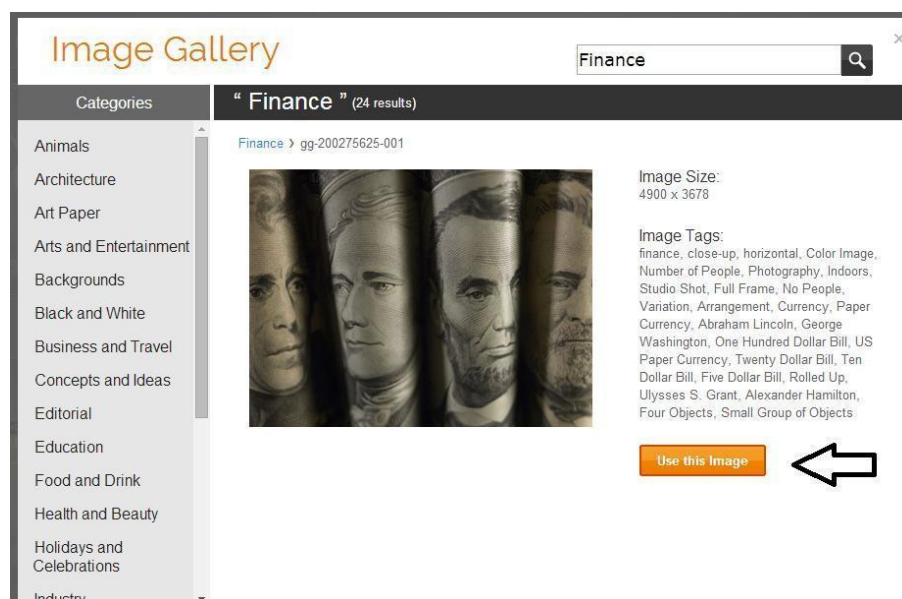 Image Gallery
Finance
×
Categories
“ Finance ” (24 results)
Animals
Architecture
Art Paper
Arts and Entertainment
Backgrounds
Black and White
Business and Travel
Concepts and Ideas
Editorial
Education
Food and Drink
Health and Beauty
Holidays and
Celebrations
Industry
Finance › gg-200275625-001
Image Size:
4900 x 3678
Image Tags:
finance, close-up, horizontal, Color Image,
Number of People, Photography, Indoors,
Studio Shot, Full Frame, No People,
Variation, Arrangement, Currency, Paper
Currency, Abraham Lincoln, George
Washington, One Hundred Dollar Bill, US
Paper Currency, Twenty Dollar Bill, Ten
Dollar Bill, Five Dollar Bill, Rolled Up,
Ulysses S. Grant, Alexander Hamilton,
Four Objects, Small Group of Objects
Use this Image